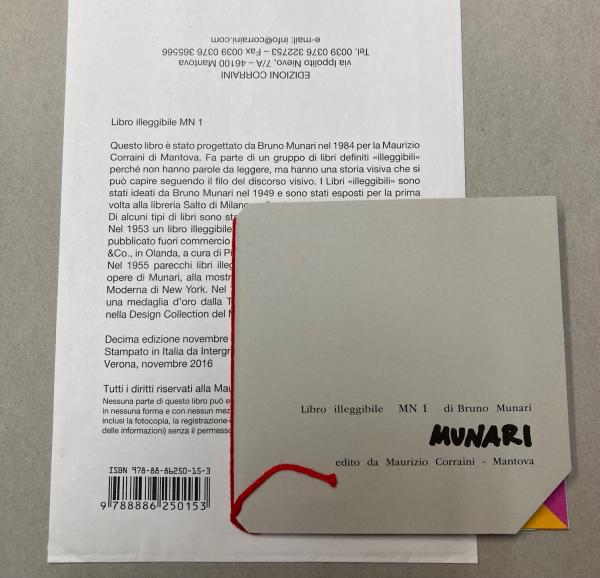 EDIZIONI CORRAINI
via Ippolito Nievo, 7/A – 46100 Mantova
Tel. 0039 0376 322753 – Fax 0039 0376 365566
e-mail: info@corraini.com
Libro illeggibile MN 1
Questo libro è stato progettato da Bruno Munari nel 1984 per la Maurizio
Corraini di Mantova. Fa parte di un gruppo di libri definiti «illeggibili»
perché non hanno parole da leggere, ma hanno una storia visiva che si
può capire seguendo il filo del discorso visivo. I Libri «illeggibili» sono
stati ideati da Bruno Munari nel 1949 e sono stati esposti per la prima
volta alla libreria Salto di Milano
Di alcuni tipi di libri sono
Nel 1953 un libro illeggibile
pubblicato fuori commercio
&Co., in Olanda, a cura di
Nel 1955 parecchi libri
opere di Munari, alla mostra
Moderna di New York. Nel
una medaglia d'oro dalla
nella Design Collection del
Decima edizione novembre
Stampato in Italia da
Verona, novembre 2016
Tutti i diritti riservati alla
Nessuna parte di questo libro può
in nessuna forma e con nessun
inclusi la fotocopia, la
delle informazioni) senza il
ISBN 978-88-86250-15-3
9 788886 250153
Libro illeggibile MN 1 di Bruno Munari
MUNARI
edito da Maurizio Corraini - Mantova